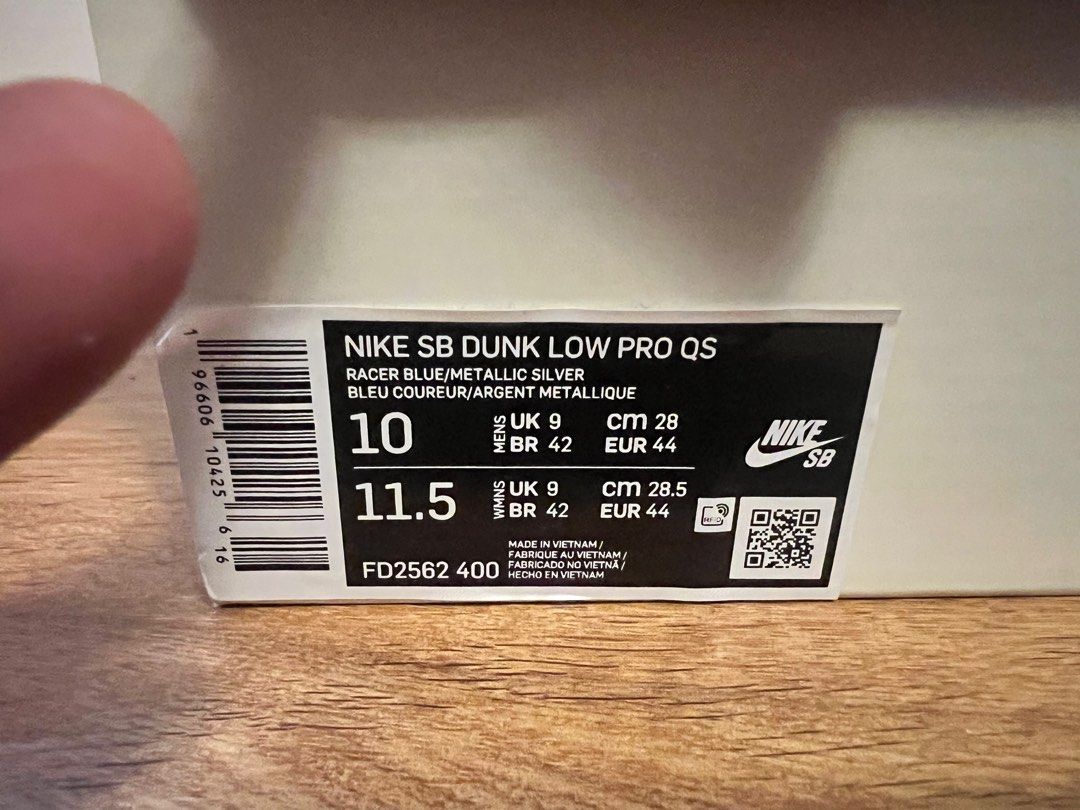 NIKE SB DUNK LOW PRO QS
RACER BLUE/METALLIC SILVER
BLEU COUREUR/ARGENT METALLIQUE
10 MENS UK 9 cm 28
BR 42 EUR 44
11.5 WMNS UK 9 cm 28.5
BR 42 EUR 44
MADE IN VIETNAM /
FABRIQUE AU VIETNAM /
FABRICADO NO VIETNÃ /
HECHO EN VIETNAM
FD2562 400
NIKE
SB
RFID
1 96606 10425 6 16